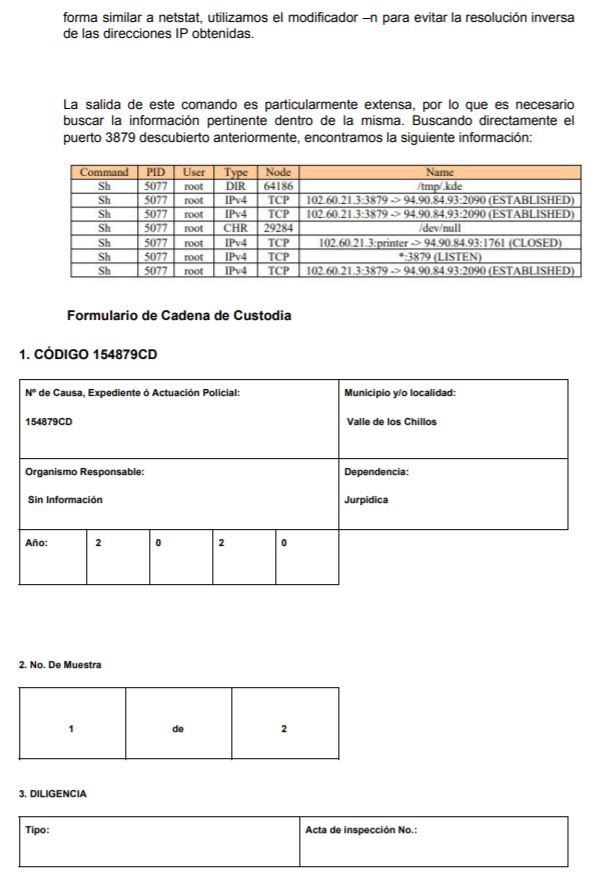 forma similar a netstat, utilizamos el modificador –n para evitar la resolución inversa
de las direcciones IP obtenidas.
La salida de este comando es particularmente extensa, por lo que es necesario
buscar la información pertinente dentro de la misma. Buscando directamente el
puerto 3879 descubierto anteriormente, encontramos la siguiente información:
Command PID User Type Node Name
Sh 5077 root DIR 64186 /tmp/.kde
Sh 5077 root IPv4 TCP 102.60.21.3:3879 -> 94.90.84.93:2090 (ESTABLISHED)
Sh 5077 root IPv4 TCP 102.60.21.3:3879 -> 94.90.84.93:2090 (ESTABLISHED)
Sh 5077 root CHR 29284 /dev/null
Sh 5077 root IPv4 TCP 102.60.21.3:printer -> 94.90.84.93:1761 (CLOSED)
Sh 5077 root IPv4 TCP *:3879 (LISTEN)
Sh 5077 root IPv4 TCP 102.60.21.3:3879 -> 94.90.84.93:2090 (ESTABLISHED)
Formulario de Cadena de Custodia
1. CÓDIGO 154879CD
Nº de Causa, Expediente ó Actuación Policial: Municipio y/o localidad:
154879CD Valle de los Chillos
Organismo Responsable: Dependencia:
Sin Información Jurpidica
Año: 2 0 2 0
2. No. De Muestra
1 de 2
3. DILIGENCIA
Tipo: Acta de inspección No.: